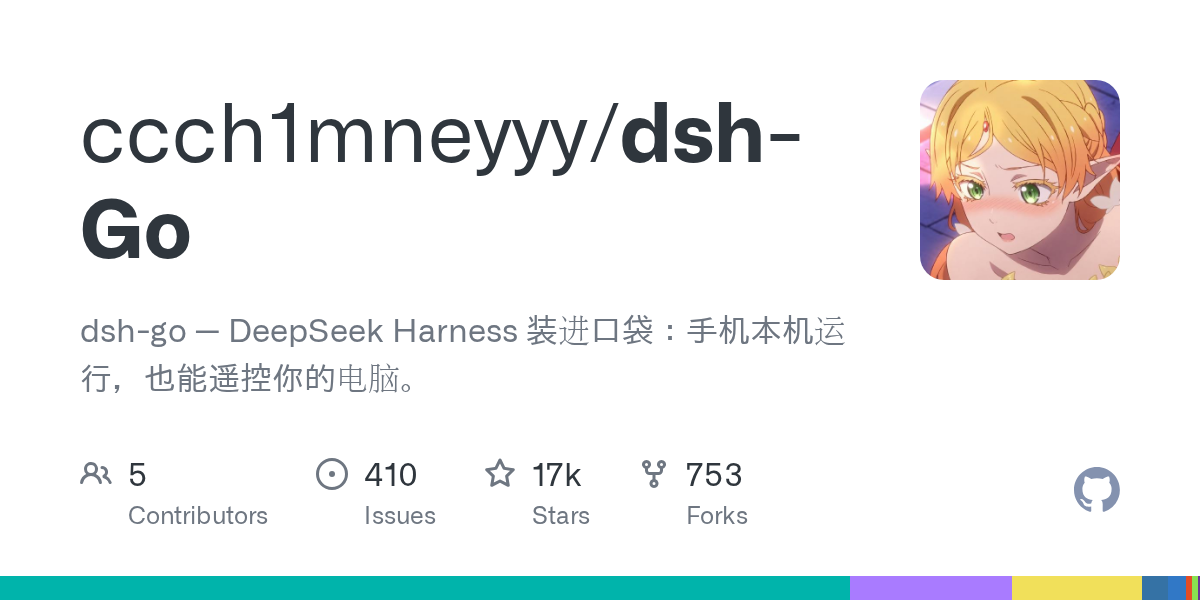 ccch1mneyyy/dsh-
Go
dsh-go — DeepSeek Harness 装进口袋：手机本机运
行，也能遥控你的电脑。
5 410 17k 753
Contributors Issues Stars Forks